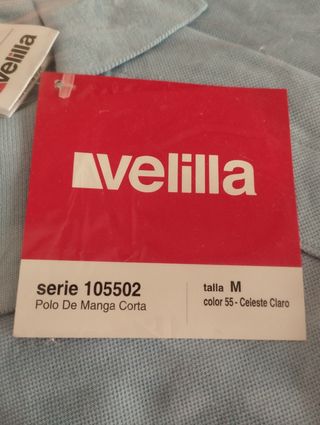 velilla
velilla
serie 105502
Polo De Manga Corta
talla M
color 55 - Celeste Claro